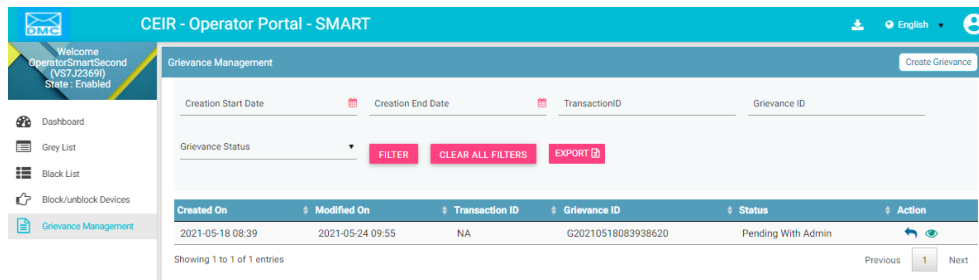 DMC
CEIR - Operator Portal - SMART
English
Welcome
OperatorSmartSecond
(VS7J2369I)
State : Enabled
Dashboard
Grey List
Black List
Block/unblock Devices
Grievance Management
Grievance Management
Create Grievance
Creation Start Date
Creation End Date
TransactionID
Grievance ID
Grievance Status
FILTER
CLEAR ALL FILTERS
EXPORT
Created On Modified On Transaction ID Grievance ID Status Action
2021-05-18 08:39 2021-05-24 09:55 NA G20210518083938620 Pending With Admin
Showing 1 to 1 of 1 entries
Previous 1 Next